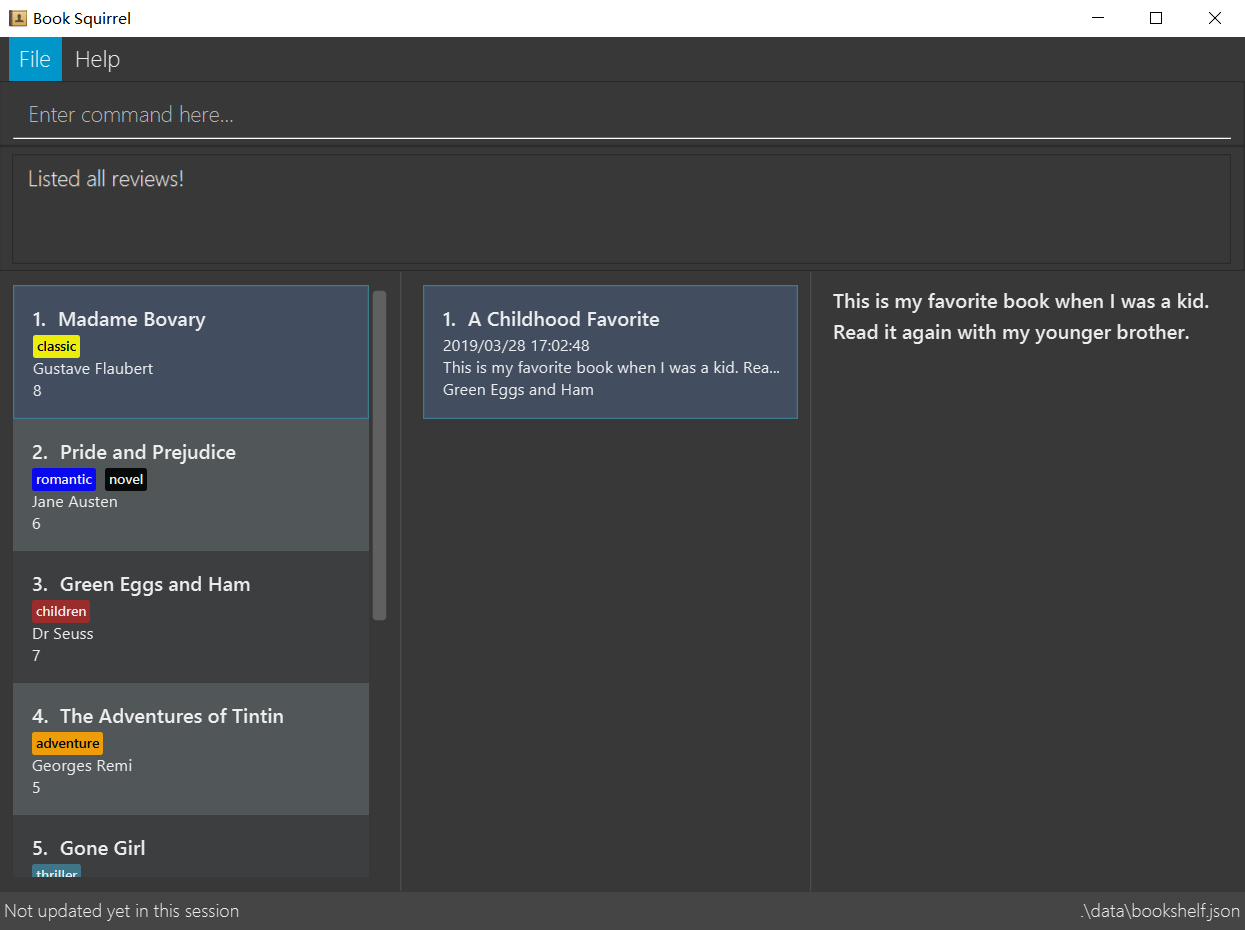 Book Squirrel
File Help
Enter command here...
Listed all reviews!
1. Madame Bovary
classic
Gustave Flaubert
8
2. Pride and Prejudice
romantic novel
Jane Austen
6
3. Green Eggs and Ham
children
Dr Seuss
7
4. The Adventures of Tintin
adventure
Georges Remi
5
5. Gone Girl
thriller
1. A Childhood Favorite
2019/03/28 17:02:48
This is my favorite book when I was a kid. Rea...
Green Eggs and Ham
This is my favorite book when I was a kid.
Read it again with my younger brother.
Not updated yet in this session
.\data\bookshelf.json